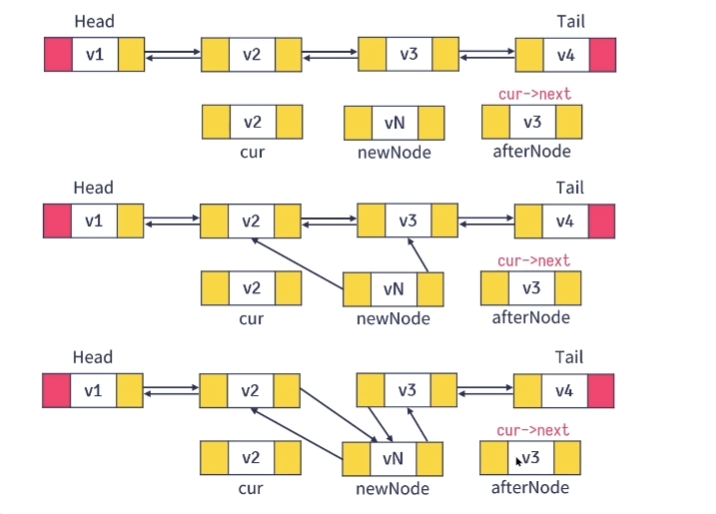 Head Tail
v1 v2 v3 v4
cur->next
v2 vN v3
cur newNode afterNode
Head Tail
v1 v2 v3 v4
cur->next
v2 vN v3
cur newNode afterNode
Head Tail
v1 v2 v3 v4
cur->next
v2 vN v3
cur newNode afterNode